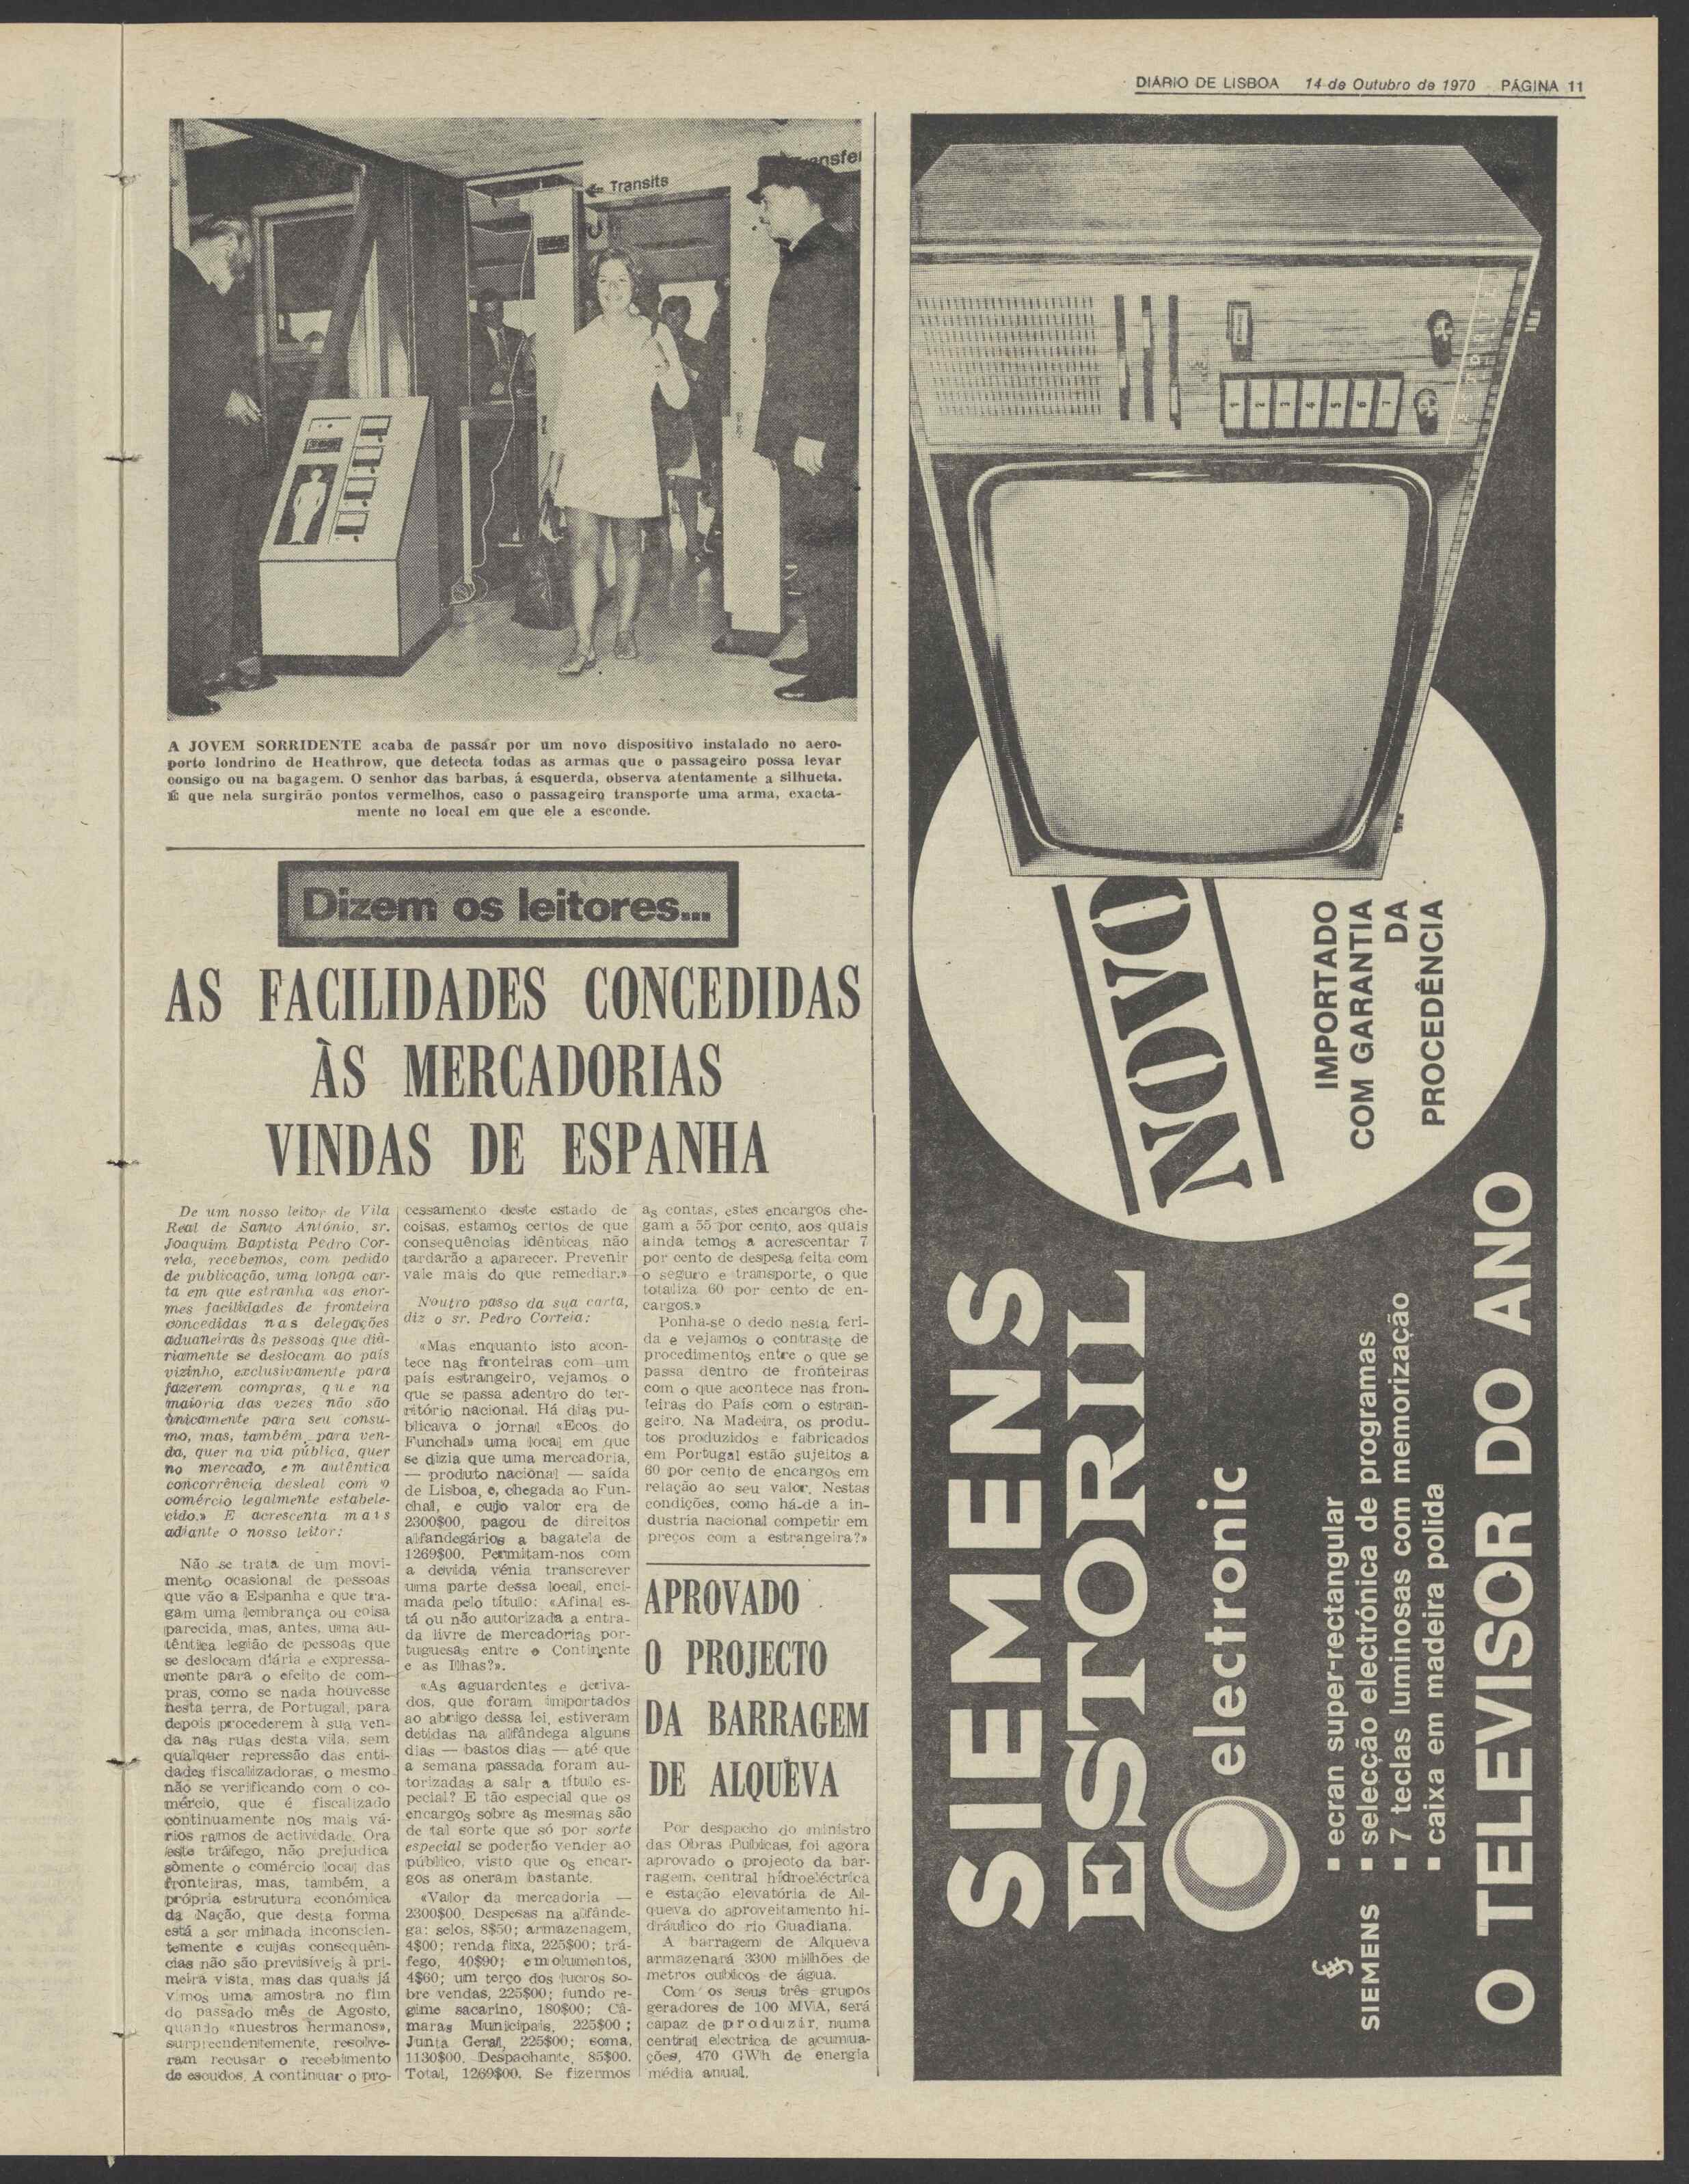 DIÁRIO DE LISBOA 14 de Outubro de 1970 PÁGINA 11
← Transits
A JOVEM SORRIDENTE acaba de passar por um novo dispositivo instalado no aero-
porto londrino de Heathrow, que detecta todas as armas que o passageiro possa levar
consigo ou na bagagem. O senhor das barbas, á esquerda, observa atentamente a silhueta.
É que nela surgirão pontos vermelhos, caso o passageiro transporte uma arma, exacta-
mente no local em que ele a esconde.
Dizem os leitores...
AS FACILIDADES CONCEDIDAS
ÀS MERCADORIAS
VINDAS DE ESPANHA
De um nosso leitor de Vila
Real de Santo António, sr.
Joaquim Baptista Pedro Cor-
reia, recebemos, com pedido
de publicação, uma longa car-
ta em que estranha «as enor-
mes facilidades de fronteira
concedidas nas delegações
aduaneiras às pessoas que dià-
riamente se deslocam ao país
vizinho, exclusivamente para
fazerem compras, que na
maioria das vezes não são
ùnicamente para seu consu-
mo, mas, também para ven-
da, quer na via pública, quer
no mercado, em autêntica
concorrência desleal com o
comércio legalmente estabele-
cido.» E acrescenta mais
adiante o nosso leitor:
Não se trata de um movi-
mento ocasional de pessoas
que vão a Espanha e que tra-
gam uma lembrança ou coisa
parecida, mas, antes, uma au-
têntica legião de pessoas que
se deslocam diária e expressa-
mente para o efeito de com-
pras, como se nada houvesse
nesta terra, de Portugal, para
depois procederem à sua ven-
da nas ruas desta vila, sem
qualquer repressão das enti-
dades fiscalizadoras, o mesmo
não se verificando com o co-
mércio, que é fiscalizado
continuamente nos mais vá-
rios ramos de actividade. Ora
este tráfego, não prejudica
sòmente o comércio local das
fronteiras, mas, também, a
própria estrutura económica
da Nação, que desta forma
está a ser minada inconscien-
temente e cujas consequên-
cias não são previsíveis à pri-
meira vista, mas das quais já
vimos uma amostra no fim
do passado mês de Agosto,
quando «nuestros hermanos»,
surpreendentemente, resolve-
ram recusar o recebimento
de escudos. A continuar o pro-
cessamento deste estado de
coisas, estamos certos de que
consequências idênticas não
tardarão a aparecer. Prevenir
vale mais do que remediar.»
Noutro passo da sua carta,
diz o sr. Pedro Correia:
«Mas enquanto isto acon-
tece nas fronteiras com um
país estrangeiro, vejamos o
que se passa adentro do ter-
ritório nacional. Há dias pu-
blicava o jornal «Ecos do
Funchal» uma local em que
se dizia que uma mercadoria,
— produto nacional — saída
de Lisboa, e, chegada ao Fun-
chal, e cujo valor era de
2300$00, pagou de direitos
alfandegários a bagatela de
1269$00. Permitam-nos com
a devida vénia transcrever
uma parte dessa local, enci-
mada pelo título: «Afinal es-
tá ou não autorizada a entra-
da livre de mercadorias por-
tuguesas entre o Continente
e as Ilhas?».
«As aguardentes e deriva-
dos, que foram importados
ao abrigo dessa lei, estiveram
detidas na alfândega alguns
dias — bastos dias — até que
a semana passada foram au-
torizadas a sair a título es-
pecial? E tão especial que os
encargos sobre as mesmas são
de tal sorte que só por sorte
especial se poderão vender ao
público, visto que os encar-
gos as oneram bastante.
«Valor da mercadoria —
2300$00. Despesas na alfânde-
ga: selos, 8$50; armazenagem,
4$00; renda fixa, 225$00; trá-
fego, 40$90; emolumentos,
4$60; um terço dos lucros so-
bre vendas, 225$00; fundo re-
gime sacarino, 180$00; Câ-
maras Municipais, 225$00;
Junta Geral, 225$00; soma,
1130$00. Despachante, 85$00.
Total, 1269$00. Se fizermos
as contas, estes encargos che-
gam a 55 por cento, aos quais
ainda temos a acrescentar 7
por cento de despesa feita com
o seguro e transporte, o que
totaliza 60 por cento de en-
cargos.»
Ponha-se o dedo nesta feri-
da e vejamos o contraste de
procedimentos entre o que se
passa dentro de fronteiras
com o que acontece nas fron-
teiras do País com o estran-
geiro. Na Madeira, os produ-
tos produzidos e fabricados
em Portugal estão sujeitos a
60 por cento de encargos em
relação ao seu valor. Nestas
condições, como há-de a in-
dustria nacional competir em
preços com a estrangeira?»
APROVADO
O PROJECTO
DA BARRAGEM
DE ALQUEVA
Por despacho do ministro
das Obras Públicas, foi agora
aprovado o projecto da bar-
ragem, central hidroeléctrica
e estação elevatória de Al-
queva do aproveitamento hi-
dráulico do rio Guadiana.
A barragem de Alqueva
armazenará 3300 milhões de
metros cúbicos de água.
Com os seus três grupos
geradores de 100 MVA, será
capaz de produzir, numa
central electrica de acumua-
ções, 470 GWh de energia
média anual.
NOVO
IMPORTADO
COM GARANTIA
DA
PROCEDÊNCIA
SIEMENS
ESTORIL
electronic
▪ ecran super-rectangular
▪ selecção electrónica de programas
▪ 7 teclas luminosas com memorização
▪ caixa em madeira polida
SIEMENS
O TELEVISOR DO ANO